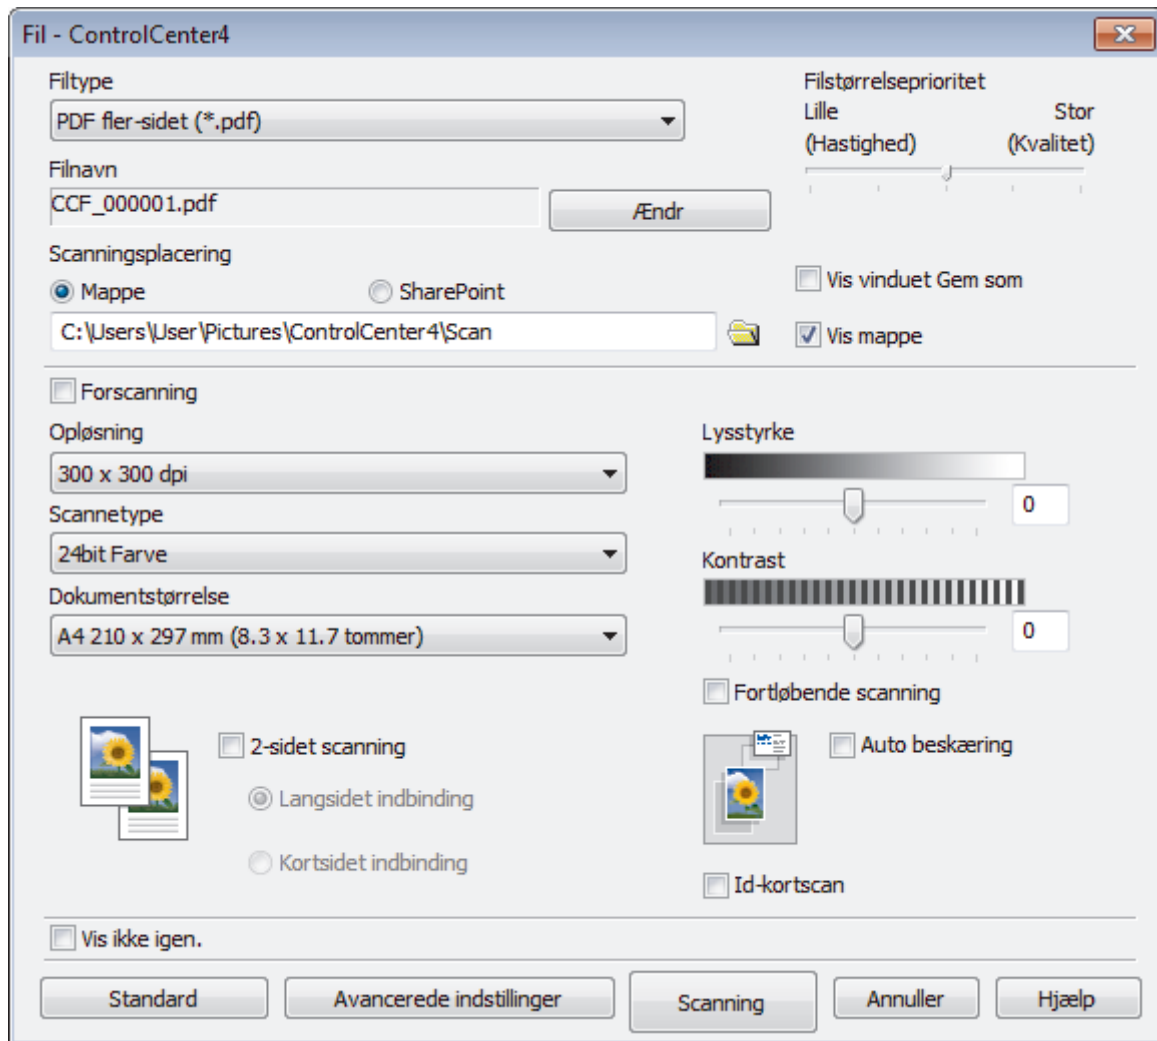 Fil - ControlCenter4
Filtype
PDF fler-sidet (*.pdf)
Filstørrelseprioritet
Lille Stor
(Hastighed) (Kvalitet)
Filnavn
CCF_000001.pdf
Ændr
Scanningsplacering
Mappe SharePoint
C:\Users\User\Pictures\ControlCenter4\Scan
Vis vinduet Gem som
Vis mappe
Forscanning
Opløsning
300 x 300 dpi
Scannetype
24bit Farve
Dokumentstørrelse
A4 210 x 297 mm (8.3 x 11.7 tommer)
Lysstyrke
0
Kontrast
0
Fortløbende scanning
2-sidet scanning
Langsidet indbinding
Kortsidet indbinding
Auto beskæring
Id-kortscan
Vis ikke igen.
Standard Avancerede indstillinger Scanning Annuller Hjælp